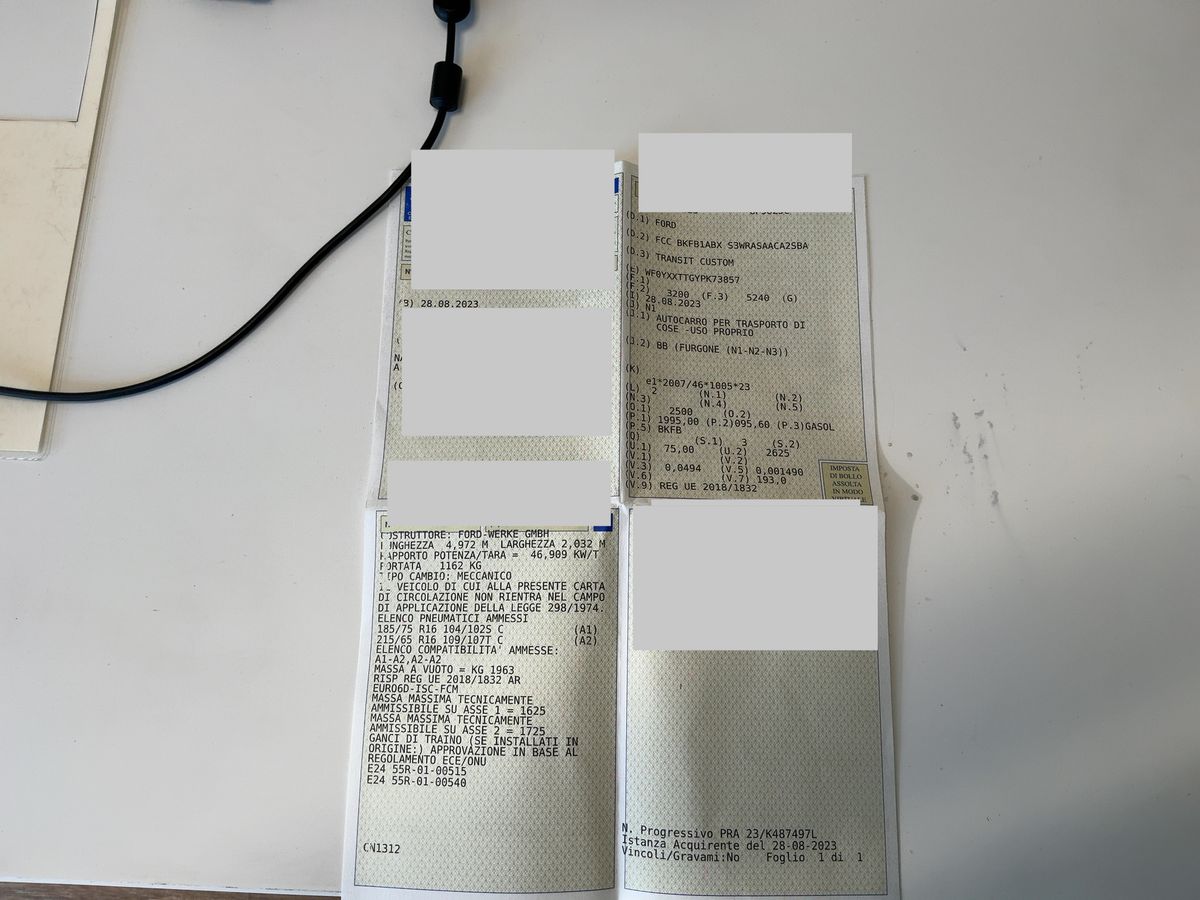 (B) 28.08.2023
(D.1) FORD
(D.2) FCC BKFB1ABX S3WRASAACA2SBA
(D.3) TRANSIT CUSTOM
(E) WF0YXXTTGYPK73857
(F.1)
(F.2) 3200 (F.3) 5240 (G)
(I) 28.08.2023
(J) N1
(J.1) AUTOCARRO PER TRASPORTO DI
COSE -USO PROPRIO
(J.2) BB (FURGONE (N1-N2-N3))
(K)
e1*2007/46*1005*23
(L) 2 (N.1) (N.2)
(N.3) (N.4) (N.5)
(O.1) 2500 (O.2)
(P.1) 1995,00 (P.2)095,60 (P.3)GASOL
(P.5) BKFB
(Q) (S.1) 3 (S.2)
(U.1) 75,00 (U.2) 2625
(V.1) (V.2)
(V.3) 0,0494 (V.5) 0,001490
(V.6) (V.7) 193,0
(V.9) REG UE 2018/1832
IMPOSTA
DI BOLLO
ASSOLTA
IN MODO
VIRTUALE
COSTRUTTORE: FORD-WERKE GMBH
LUNGHEZZA 4,972 M LARGHEZZA 2,032 M
RAPPORTO POTENZA/TARA = 46,909 KW/T
PORTATA 1162 KG
TIPO CAMBIO: MECCANICO
IL VEICOLO DI CUI ALLA PRESENTE CARTA
DI CIRCOLAZIONE NON RIENTRA NEL CAMPO
DI APPLICAZIONE DELLA LEGGE 298/1974.
ELENCO PNEUMATICI AMMESSI
185/75 R16 104/102S C (A1)
215/65 R16 109/107T C (A2)
ELENCO COMPATIBILITA' AMMESSE:
A1-A2,A2-A2
MASSA A VUOTO = KG 1963
RISP REG UE 2018/1832 AR
EURO6D-ISC-FCM
MASSA MASSIMA TECNICAMENTE
AMMISSIBILE SU ASSE 1 = 1625
MASSA MASSIMA TECNICAMENTE
AMMISSIBILE SU ASSE 2 = 1725
GANCI DI TRAINO (SE INSTALLATI IN
ORIGINE:) APPROVAZIONE IN BASE AL
REGOLAMENTO ECE/ONU
E24 55R-01-00515
E24 55R-01-00540
CN1312
N. Progressivo PRA 23/K487497L
Istanza Acquirente del 28-08-2023
Vincoli/Gravami:No Foglio 1 di 1